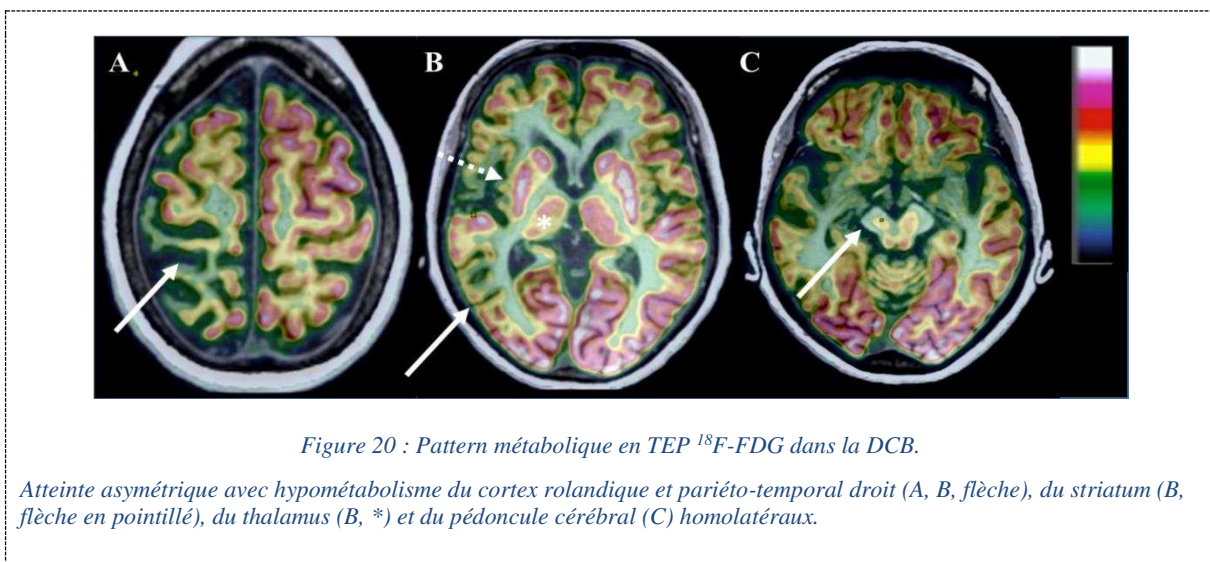 A
B
C
*
Figure 20 : Pattern métabolique en TEP 18F-FDG dans la DCB.
Atteinte asymétrique avec hypométabolisme du cortex rolandique et pariéto-temporal droit (A, B, flèche), du striatum (B,
flèche en pointillé), du thalamus (B, *) et du pédoncule cérébral (C) homolatéraux.